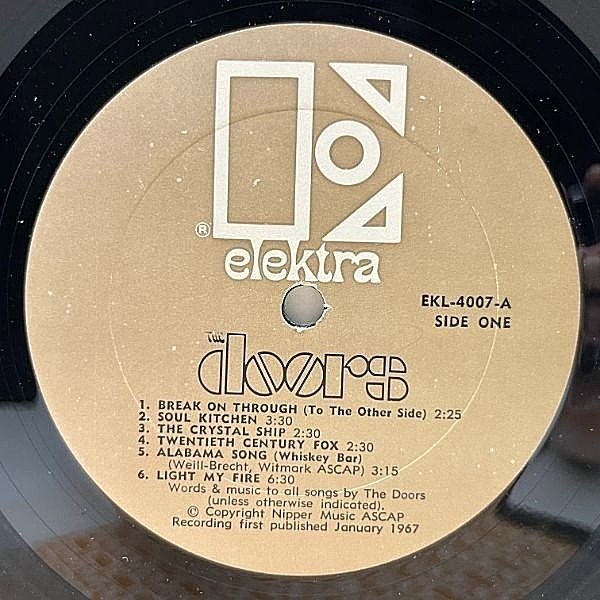 ®
elektra
EKL-4007-A
SIDE ONE
THE
doors
1. BREAK ON THROUGH (To The Other Side) 2:25
2. SOUL KITCHEN 3:30
3. THE CRYSTAL SHIP 2:30
4. TWENTIETH CENTURY FOX 2:30
5. ALABAMA SONG (Whiskey Bar)
(Weill-Brecht, Witmark ASCAP) 3:15
6. LIGHT MY FIRE 6:30
Words & music to all songs by The Doors
(unless otherwise indicated).
© Copyright Nipper Music ASCAP
Recording first published January 1967